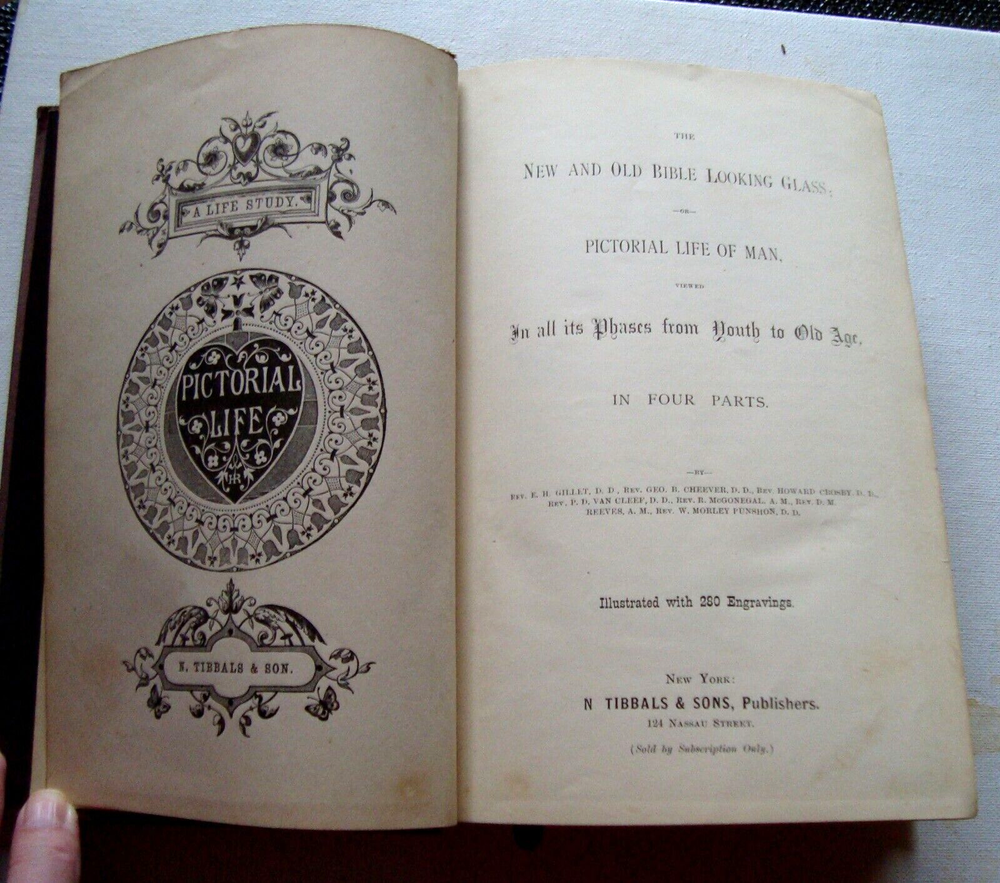 A LIFE STUDY.
PICTORIAL
LIFE
N. TIBBALS & SON.
THE
NEW AND OLD BIBLE LOOKING GLASS;
—OR—
PICTORIAL LIFE OF MAN,
VIEWED
In all its Phases from Youth to Old Age,
IN FOUR PARTS.
—BY—
REV. E. H. GILLET, D. D., REV. GEO. B. CHEEVER, D. D., REV. HOWARD CROSBY, D. D.,
REV. P. D. VAN CLEEF, D. D., REV. R. McGONEGAL, A. M., REV. D. M.
REEVES, A. M., REV. W. MORLEY PUNSHON, D. D.
Illustrated with 280 Engravings.
NEW YORK:
N TIBBALS & SONS, Publishers.
124 NASSAU STREET.
(Sold by Subscription Only.)